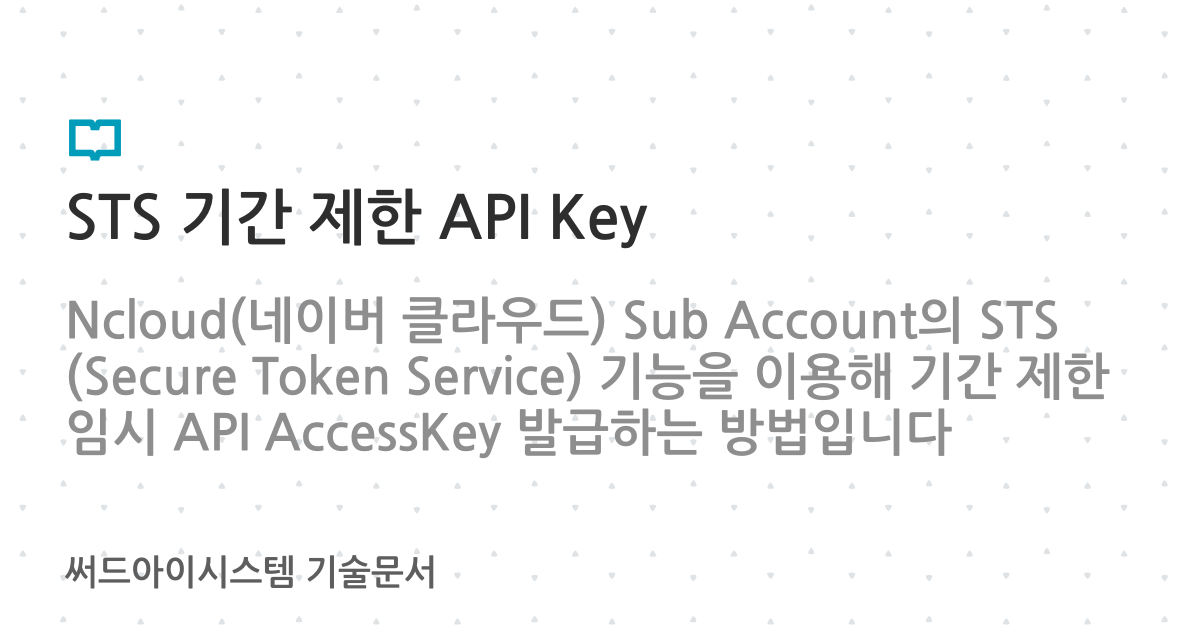 STS 기간 제한 API Key
Ncloud(네이버 클라우드) Sub Account의 STS
(Secure Token Service) 기능을 이용해 기간 제한
임시 API AccessKey 발급하는 방법입니다
써드아이시스템 기술문서